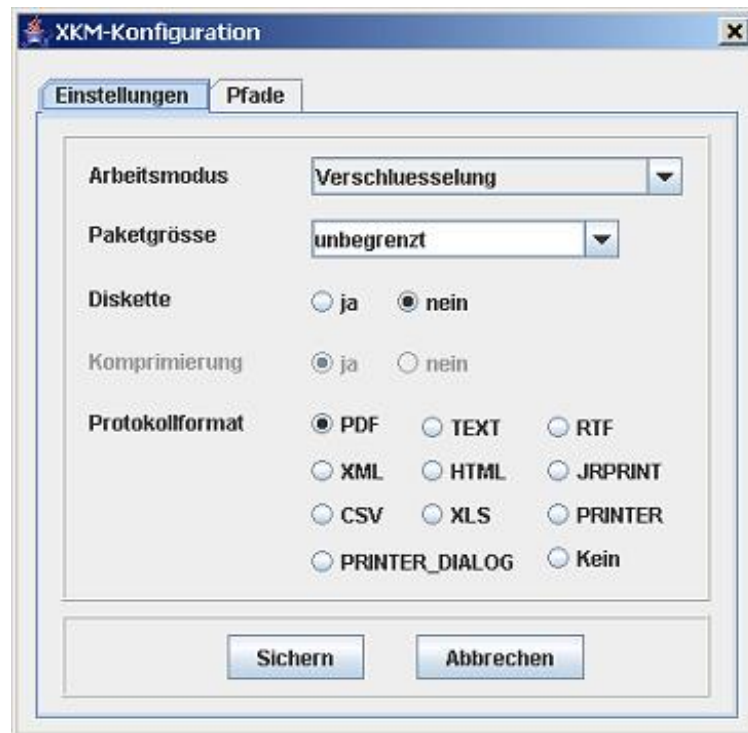 XKM-Konfiguration
Einstellungen Pfade
Arbeitsmodus Verschluesselung
Paketgrösse unbegrenzt
Diskette ja nein
Komprimierung ja nein
Protokollformat PDF TEXT RTF
XML HTML JRPRINT
CSV XLS PRINTER
PRINTER_DIALOG Kein
Sichern Abbrechen